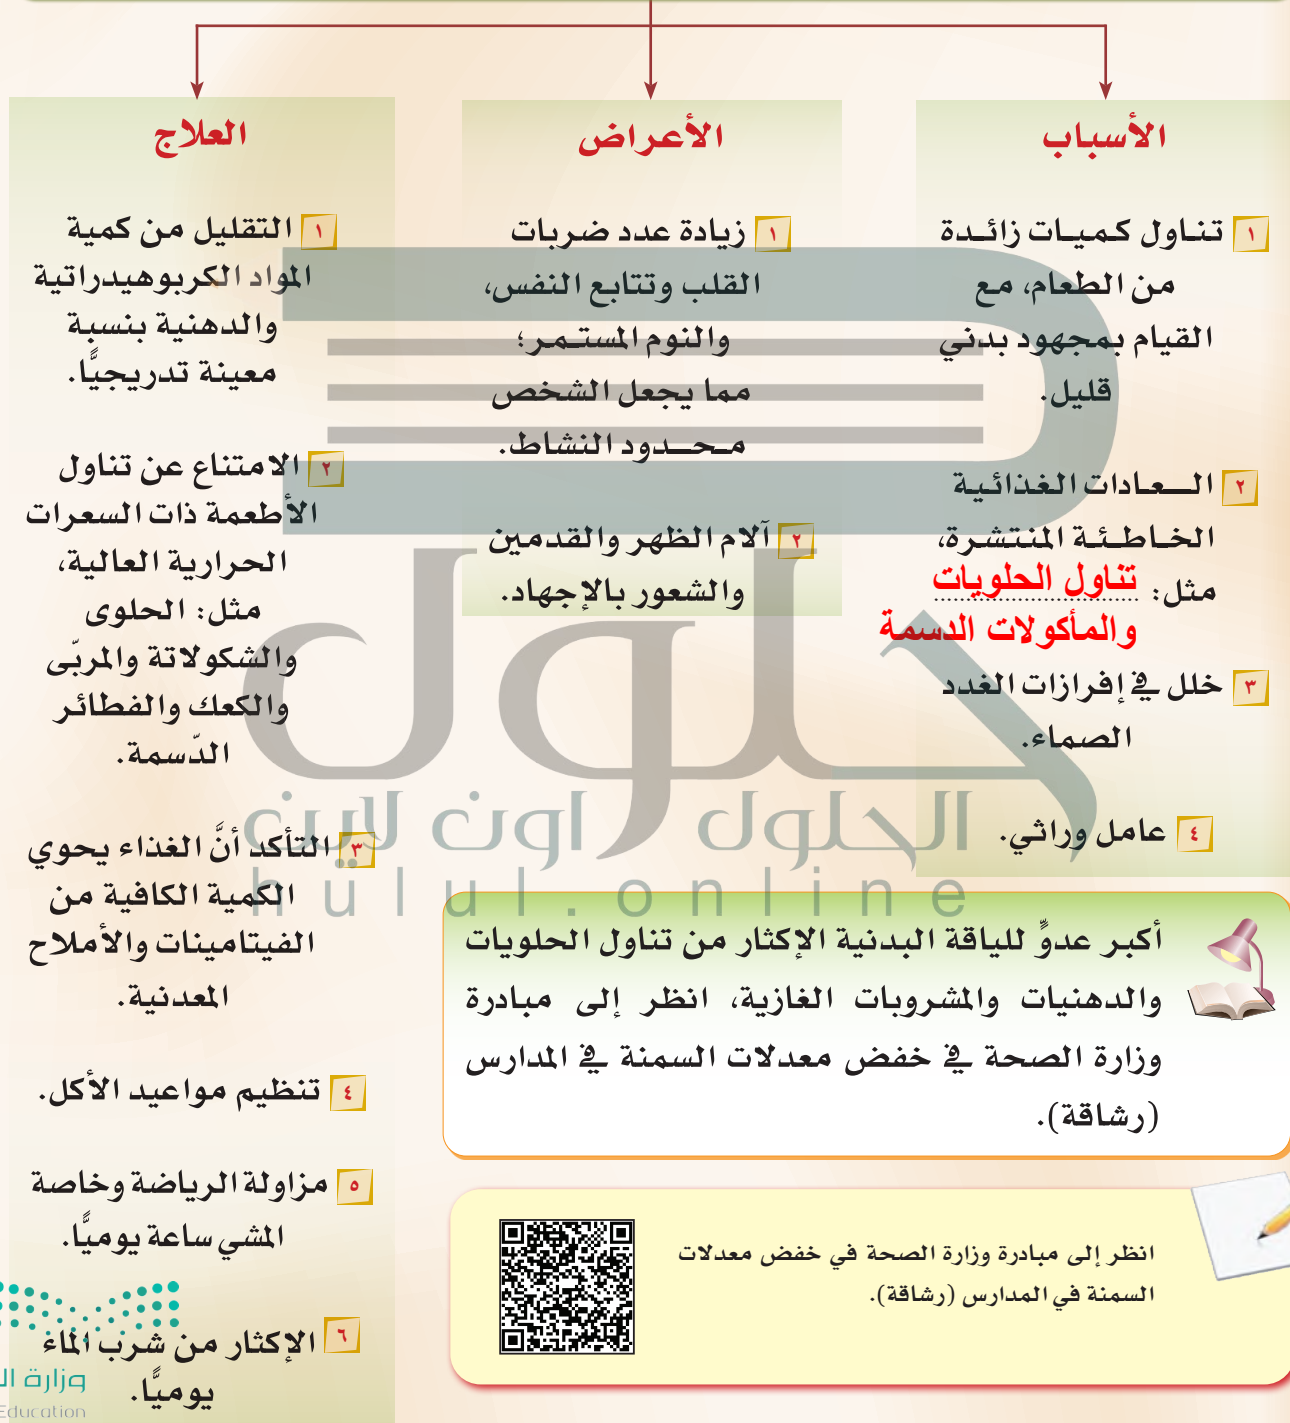 الأسباب
١ تناول كميات زائدة
من الطعام، مع
القيام بمجهود بدني
قليل.
٢ العادات الغذائية
الخاطئة المنتشرة،
مثل: تناول الحلويات
والمأكولات الدسمة
٣ خلل في إفرازات الغدد
الصماء.
٤ عامل وراثي.
الأعراض
١ زيادة عدد ضربات
القلب وتتابع النفس،
والنوم المستمر؛
مما يجعل الشخص
محدود النشاط.
٢ آلام الظهر والقدمين
والشعور بالإجهاد.
العلاج
١ التقليل من كمية
المواد الكربوهيدراتية
والدهنية بنسبة
معينة تدريجيًّا.
٢ الامتناع عن تناول
الأطعمة ذات السعرات
الحرارية العالية،
مثل: الحلوى
والشكولاتة والمربّى
والكعك والفطائر
الدّسمة.
٣ التأكد أنَّ الغذاء يحوي
الكمية الكافية من
الفيتامينات والأملاح
المعدنية.
٤ تنظيم مواعيد الأكل.
٥ مزاولة الرياضة وخاصة
المشي ساعة يوميًّا.
٦ الإكثار من شرب الماء
يوميًّا.
أكبر عدوٍّ للياقة البدنية الإكثار من تناول الحلويات
والدهنيات والمشروبات الغازية، انظر إلى مبادرة
وزارة الصحة في خفض معدلات السمنة في المدارس
(رشاقة).
انظر إلى مبادرة وزارة الصحة في خفض معدلات
السمنة في المدارس (رشاقة).
حلول
الحلول اون لاين
hulul.online
وزارة
Education